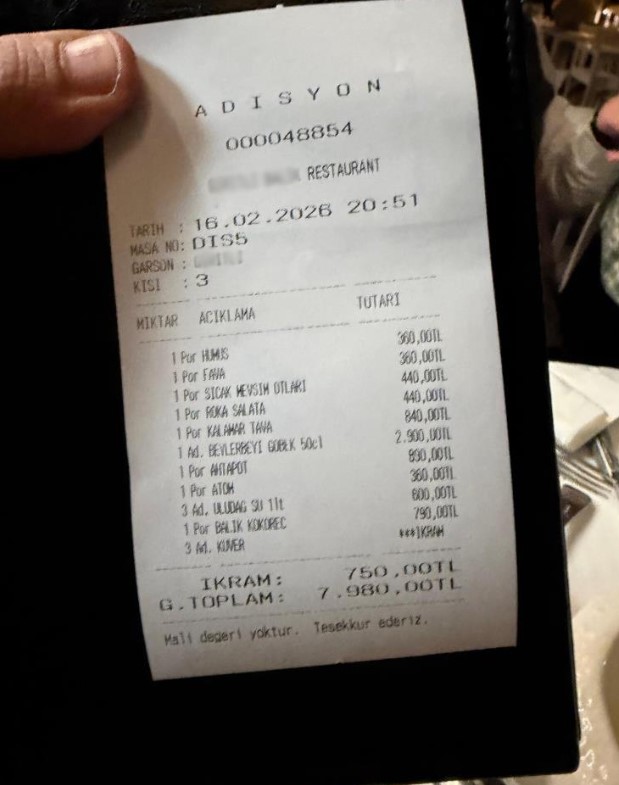 ADISYON
000048854
RESTAURANT
TARIH : 16.02.2026 20:51
MASA NO: DIS5
GARSON :
KISI : 3
MIKTAR ACIKLAMA TUTARI
1 Por HUMUS 360,00TL
1 Por FAVA 360,00TL
1 Por SICAK MEVSIM OTLARI 440,00TL
1 Por ROKA SALATA 440,00TL
1 Por KALAMAR TAVA 840,00TL
1 Ad. BEYLERBEYI GOBEK 50cl 2.900,00TL
1 Por AHTAPOT 890,00TL
1 Por ATOM 360,00TL
3 Ad. ULUDAG SU 1lt 600,00TL
1 Por BALIK KOKOREC 790,00TL
3 Ad. KUVER ***IKRAM
IKRAM: 750,00TL
G.TOPLAM: 7.980,00TL
Mali degeri yoktur. Tesekkur ederiz.